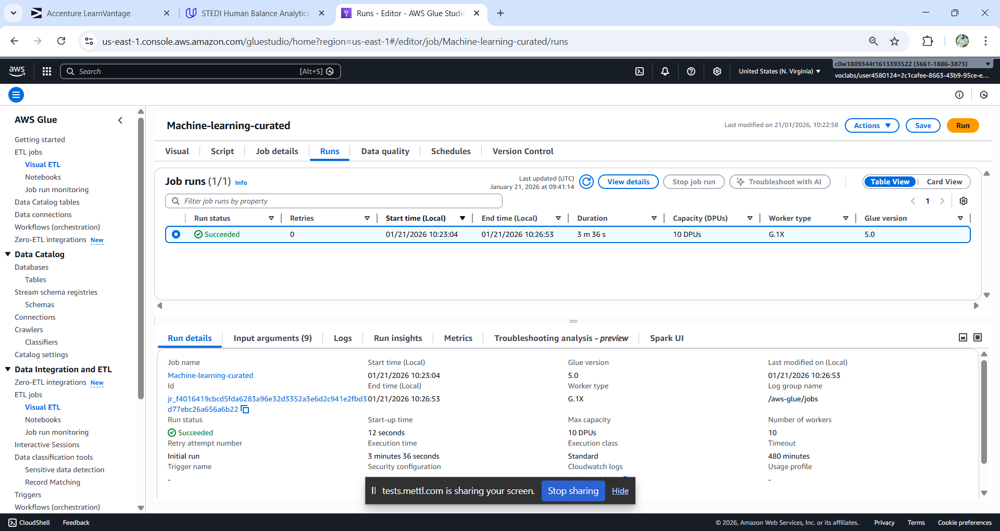 Accenture LearnVantage
STEDI Human Balance Analytics
Runs - Editor - AWS Glue Studio
us-east-1.console.aws.amazon.com/gluestudio/home?region=us-east-1#/editor/job/Machine-learning-curated/runs
aws
Search
[Alt+S]
United States (N. Virginia)
c0w1809344t1613393522 (3661-1886-3873)
voclabs/user4580124=2c1cafee-8663-43b9-95ce-e...
AWS Glue
Getting started
ETL jobs
Visual ETL
Notebooks
Job run monitoring
Data Catalog tables
Data connections
Workflows (orchestration)
Zero-ETL integrations New
Data Catalog
Databases
Tables
Stream schema registries
Schemas
Connections
Crawlers
Classifiers
Catalog settings
Data Integration and ETL
Zero-ETL integrations New
ETL jobs
Visual ETL
Notebooks
Job run monitoring
Interactive Sessions
Data classification tools
Sensitive data detection
Record Matching
Triggers
Workflows (orchestration)
Machine-learning-curated
Last modified on 21/01/2026, 10:22:58
Actions
Save
Run
Visual
Script
Job details
Runs
Data quality
Schedules
Version Control
Job runs (1/1) Info
Last updated (UTC)
January 21, 2026 at 09:41:14
View details
Stop job run
Troubleshoot with AI
Table View
Card View
Filter job runs by property
1
Run status Retries Start time (Local) End time (Local) Duration Capacity (DPUs) Worker type Glue version
Succeeded 0 01/21/2026 10:23:04 01/21/2026 10:26:53 3 m 36 s 10 DPUs G.1X 5.0
Run details
Input arguments (9)
Logs
Run insights
Metrics
Troubleshooting analysis - preview
Spark UI
Job name
Machine-learning-curated
Id
jr_f4016419cbcd5fda6283a96e32d3352a3e6d2c941e2fbd3
d77ebc26a656a6b22
Run status
Succeeded
Retry attempt number
Initial run
Trigger name
-
Start time (Local)
01/21/2026 10:23:04
End time (Local)
01/21/2026 10:26:53
Start-up time
12 seconds
Execution time
3 minutes 36 seconds
Security configuration
Glue version
5.0
Worker type
G.1X
Max capacity
10 DPUs
Execution class
Standard
Cloudwatch logs
Last modified on (Local)
01/21/2026 10:26:53
Log group name
/aws-glue/jobs
Number of workers
10
Timeout
480 minutes
Usage profile
-
tests.mettl.com is sharing your screen.
Stop sharing
Hide
CloudShell
Feedback
© 2026, Amazon Web Services, Inc. or its affiliates.
Privacy
Terms
Cookie preferences